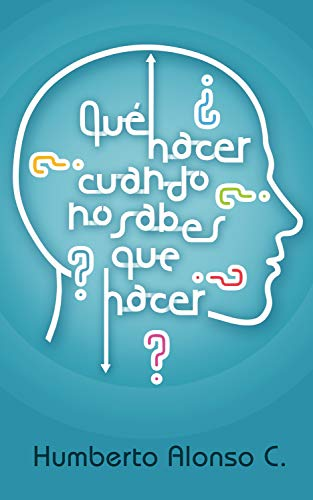 Qué
hacer
cuando
no sabes
que
hacer
Humberto Alonso C.